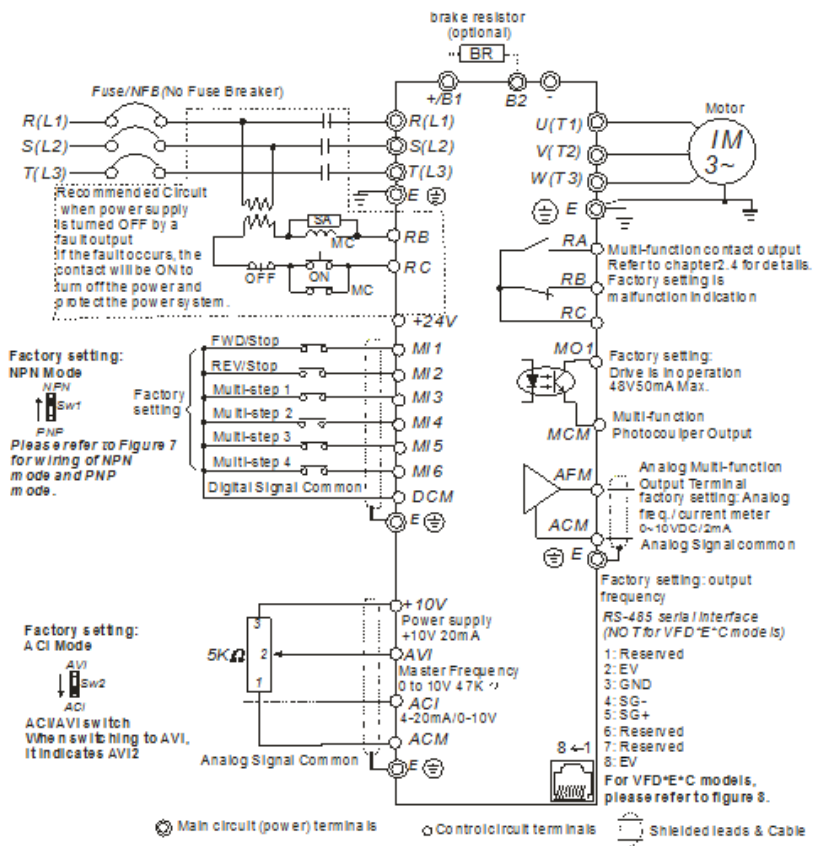 brake resistor
(optional)
BR
Fuse/NFB(No Fuse Breaker)
+/B1
B2
-
R(L1)
S(L2)
T(L3)
R(L1)
S(L2)
T(L3)
E
U(T1)
V(T2)
W(T3)
E
Motor
IM
3~
Recommended Circuit
when power supply
is turned OFF by a
fault output
if the fault occurs, the
contact will be ON to
turn off the power and
protect the power system.
SA
MC
OFF
ON
MC
RB
RC
+24V
RA
RB
RC
Multi-function contact output
Refer to chapter2.4 for details.
Factory setting is
malfunction indication
Factory setting:
NPN Mode
NPN
Sw1
PNP
Please refer to Figure 7
for wiring of NPN
mode and PNP
mode.
Factory
setting
FWD/Stop
REV/Stop
Multi-step 1
Multi-step 2
Multi-step 3
Multi-step 4
Digital Signal Common
MI1
MI2
MI3
MI4
MI5
MI6
DCM
E
MO1
MCM
Factory setting:
Drive is in operation
48V50mA Max.
Multi-function
Photocoulper Output
AFM
ACM
E
Analog Multi-function
Output Terminal
factory setting: Analog
freq./ current meter
0~10VDC/2mA
Analog Signal common
Factory setting: output
frequency
Factory setting:
ACI Mode
AVI
Sw2
ACI
ACI/AVI switch
When switching to AVI,
it indicates AVI2
5KΩ
3
2
1
+10V
Power supply
+10V 20mA
AVI
Master Frequency
0 to 10V 47K
ACI
4-20mA/0-10V
ACM
Analog Signal Common
E
RS-485 serial interface
(NOT for VFD*E*C models)
1: Reserved
2: EV
3: GND
4: SG-
5: SG+
6: Reserved
7: Reserved
8: EV
8←1
For VFD*E*C models,
please refer to figure 8.
Main circuit (power) terminals
Control circuit terminals
Shielded leads & Cable